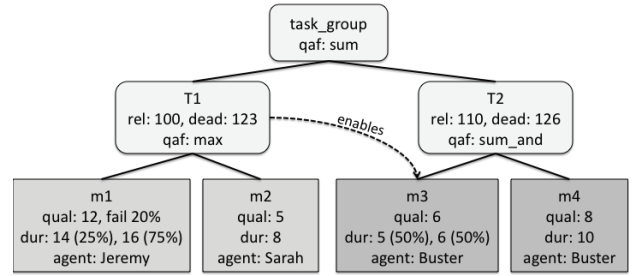 task_group
qaf: sum
T1
rel: 100, dead: 123
qaf: max
enables
T2
rel: 110, dead: 126
qaf: sum_and
m1
qual: 12, fail 20%
dur: 14 (25%), 16 (75%)
agent: Jeremy
m2
qual: 5
dur: 8
agent: Sarah
m3
qual: 6
dur: 5 (50%), 6 (50%)
agent: Buster
m4
qual: 8
dur: 10
agent: Buster